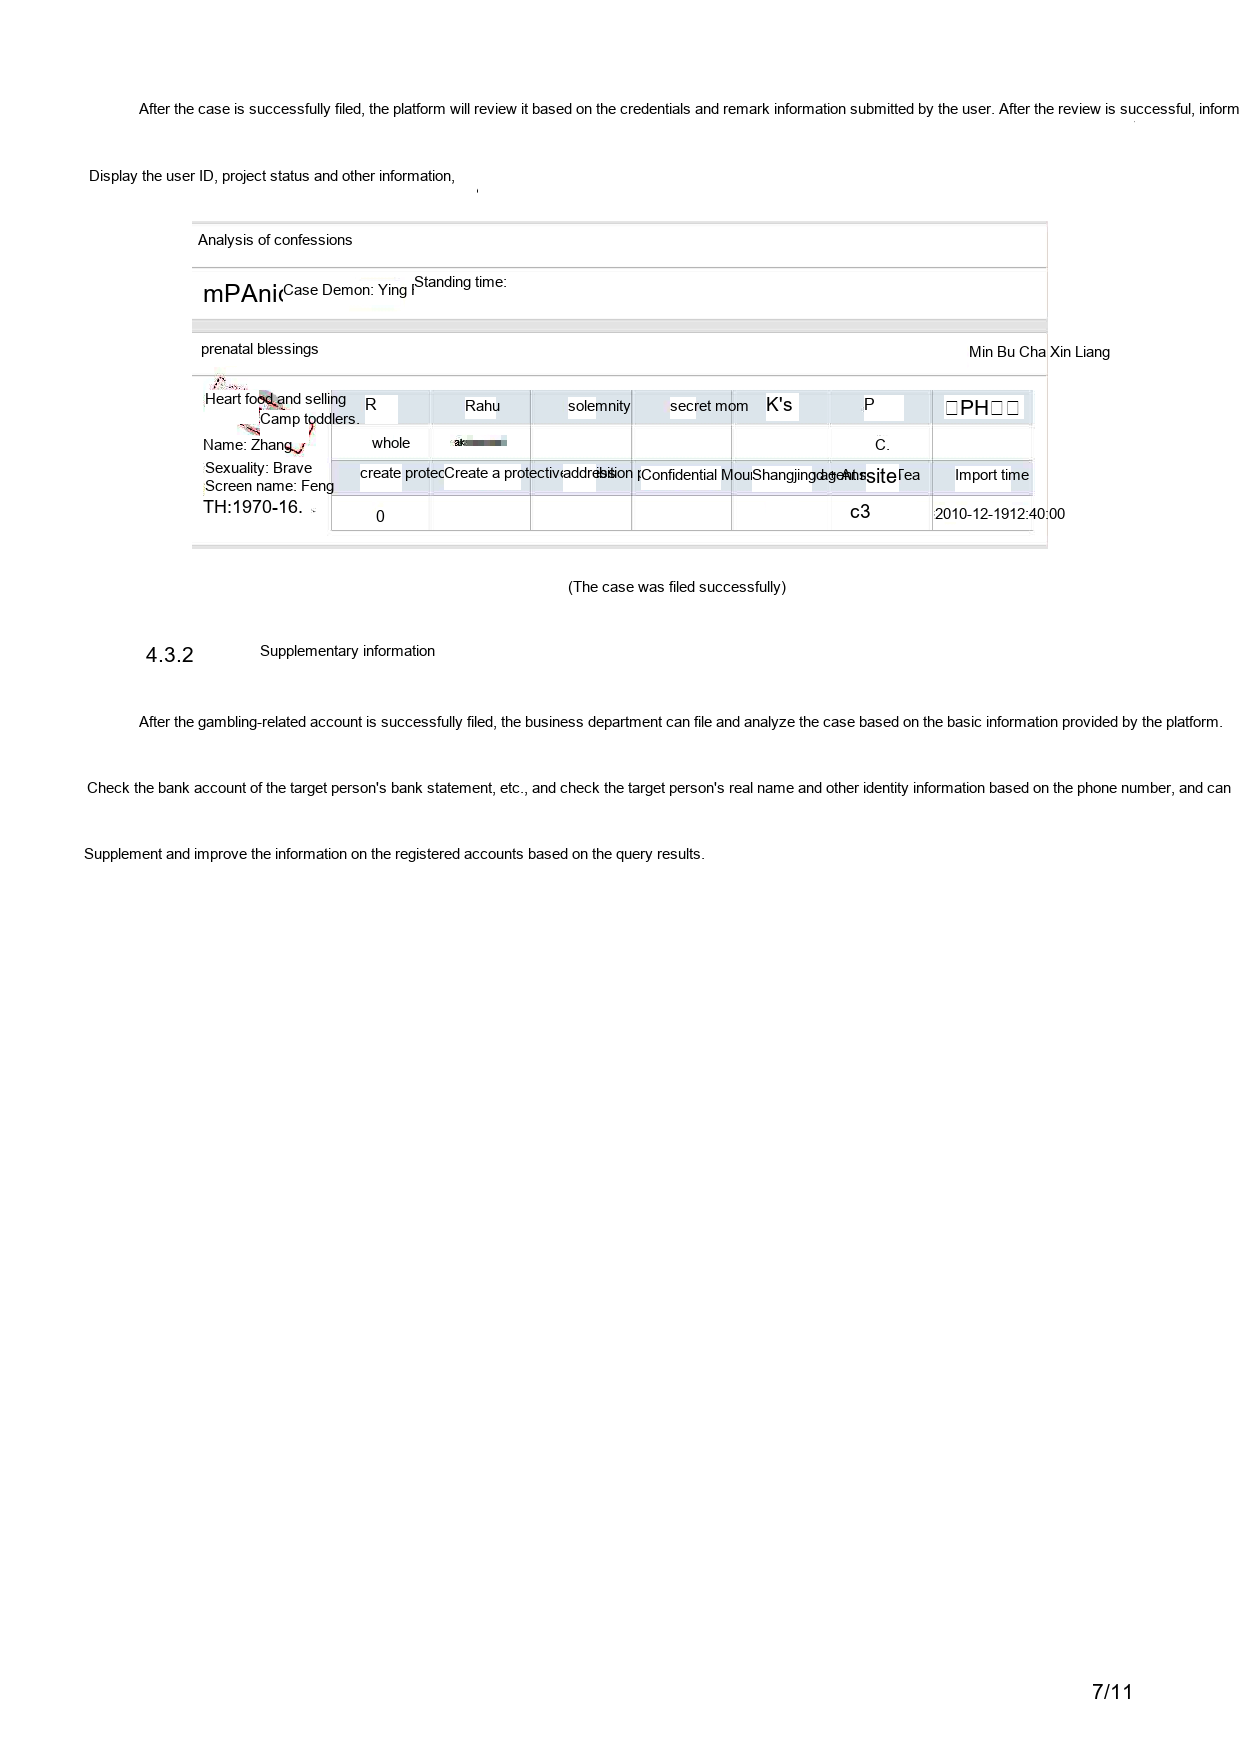 After the case is successfully filed, the platform will review it based on the credentials and remark information submitted by the user. After the review is successful, inform
Display the user ID, project status and other information,
Analysis of confessions
mPAnic Case Demon: Ying Standing time:
prenatal blessings Min Bu Cha Xin Liang
Heart food and selling R Rahu solemnity secret mom K's P □PH□□
Camp toddlers.
Name: Zhang whole C.
Sexuality: Brave create protec Create a protectiv address Confidential Mou Shangjing site Tea Import time
Screen name: Feng
TH:1970-16. 0 c3 2010-12-1912:40:00
(The case was filed successfully)
4.3.2 Supplementary information
After the gambling-related account is successfully filed, the business department can file and analyze the case based on the basic information provided by the platform.
Check the bank account of the target person's bank statement, etc., and check the target person's real name and other identity information based on the phone number, and can
Supplement and improve the information on the registered accounts based on the query results.
7/11